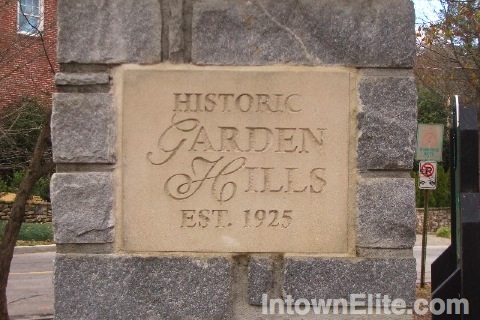 HISTORIC
GARDEN
HILLS
EST. 1925
IntownElite.com